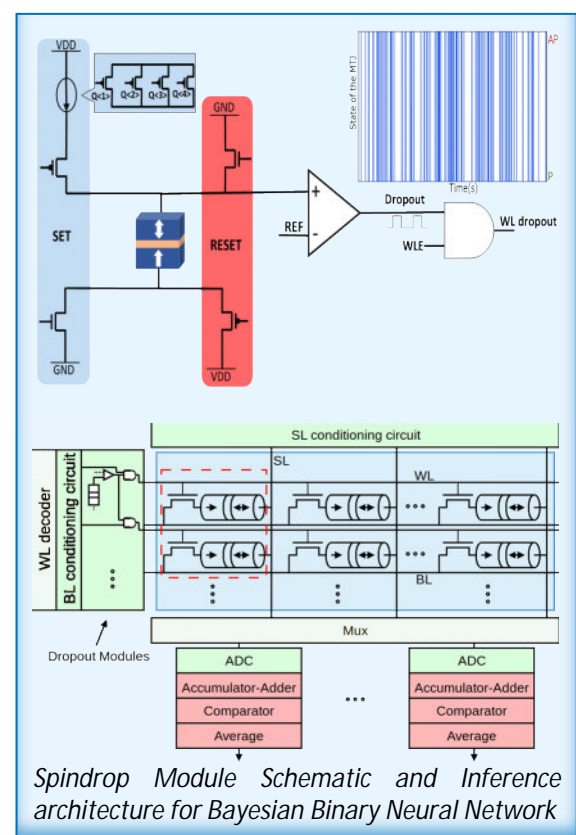 VDD
Q<1> Q<2> Q<3> Q<4>
GND
SET
RESET
GND
VDD
REF
+
-
State of the MTJ
AP
P
Time(s)
Dropout
WLE
WL dropout
SL conditioning circuit
WL decoder
BL conditioning circuit
SL
WL
BL
Dropout Modules
Mux
ADC
Accumulator-Adder
Comparator
Average
ADC
Accumulator-Adder
Comparator
Average
Spindrop Module Schematic and Inference
architecture for Bayesian Binary Neural Network